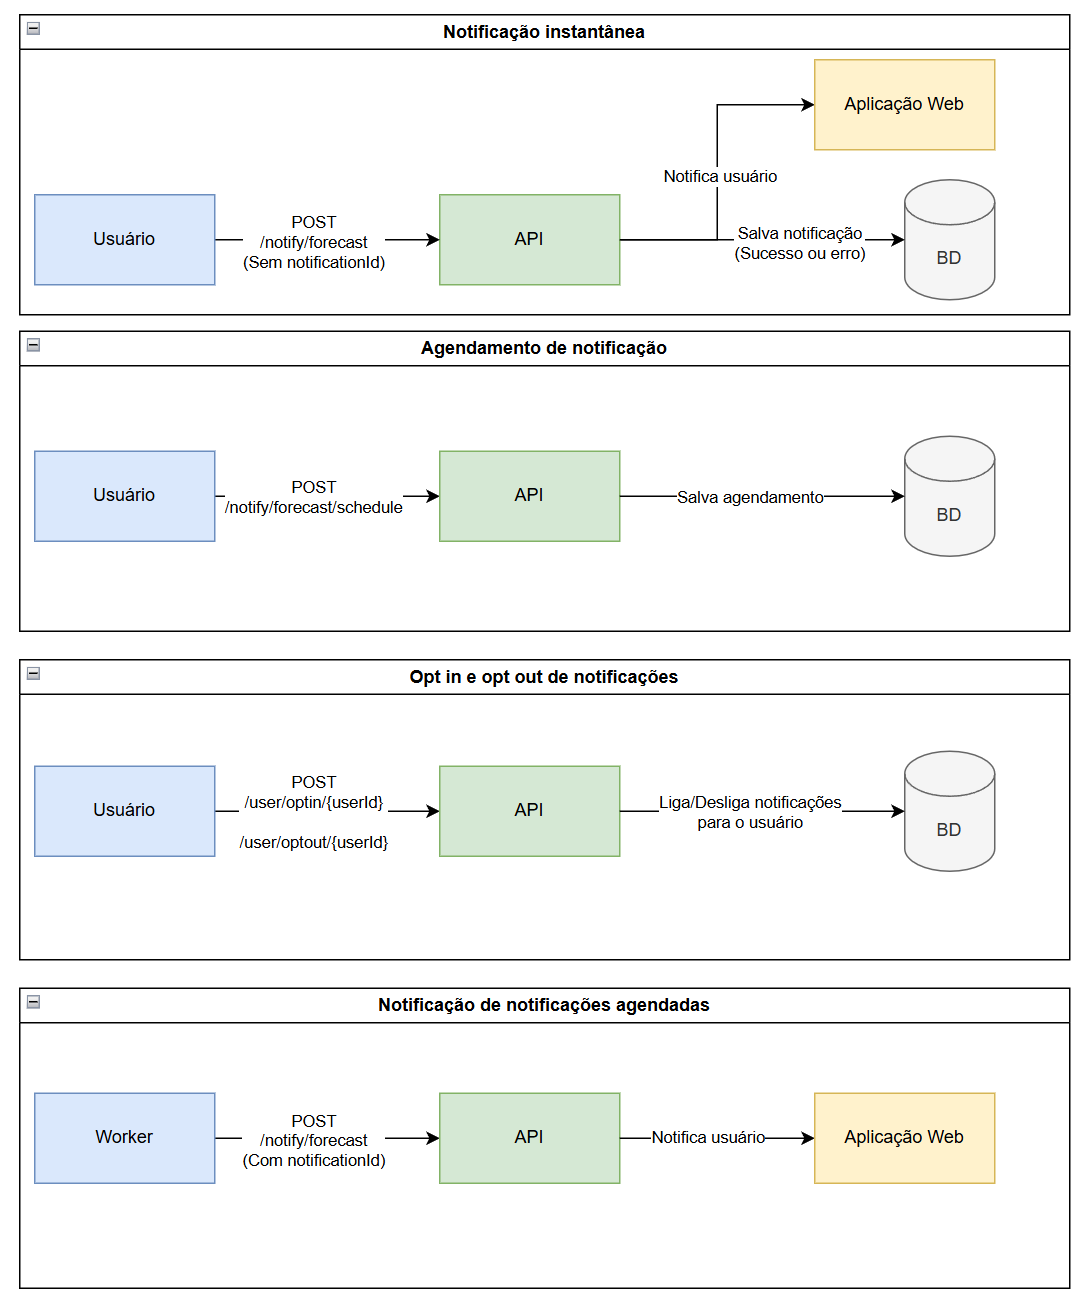 Notificação instantânea
Aplicação Web
Notifica usuário
Usuário
POST
/notify/forecast
(Sem notificationId)
API
Salva notificação
(Sucesso ou erro)
BD
Agendamento de notificação
Usuário
POST
/notify/forecast/schedule
API
Salva agendamento
BD
Opt in e opt out de notificações
Usuário
POST
/user/optin/{userId}
/user/optout/{userId}
API
Liga/Desliga notificações
para o usuário
BD
Notificação de notificações agendadas
Worker
POST
/notify/forecast
(Com notificationId)
API
Notifica usuário
Aplicação Web